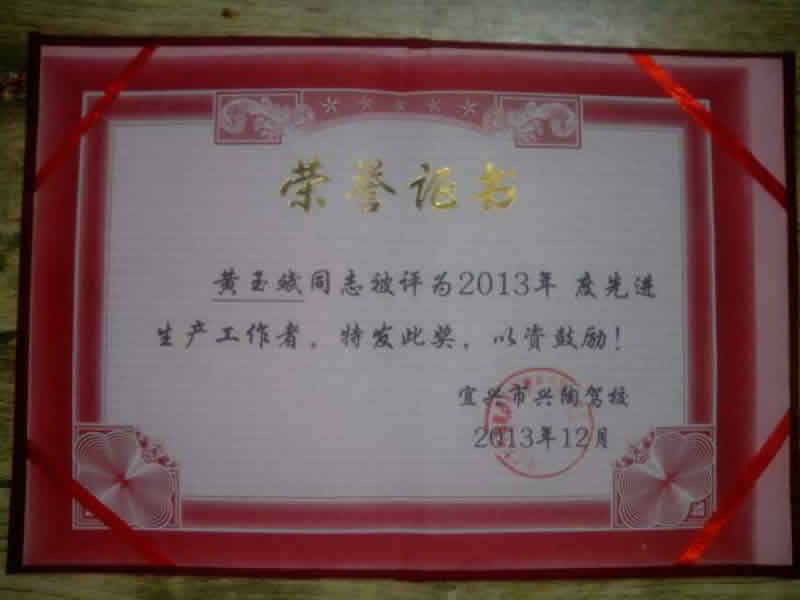 荣誉证书
黄玉斌同志被评为2013年 度先进
生产工作者。特发此奖，以资鼓励！
宜兴市兴陶驾校
2013年12月